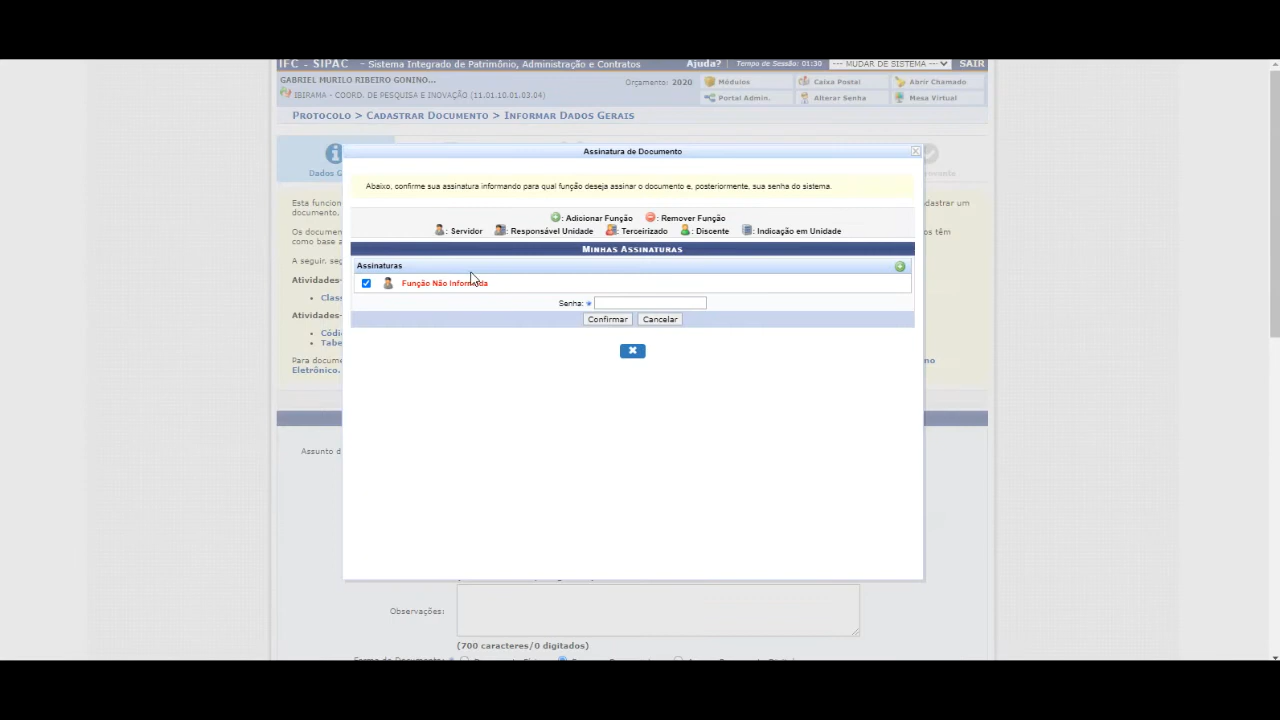 IFC - SIPAC - Sistema Integrado de Patrimônio, Administração e Contratos Ajuda? Tempo de Sessão: 01:30 --- MUDAR DE SISTEMA --- SAIR
GABRIEL MURILO RIBEIRO GONINO... Orçamento: 2020 Módulos Caixa Postal Abrir Chamado
IBIRAMA - COORD. DE PESQUISA E INOVAÇÃO (11.01.10.01.03.04) Portal Admin. Alterar Senha Mesa Virtual
PROTOCOLO > CADASTRAR DOCUMENTO > INFORMAR DADOS GERAIS
Assinatura de Documento
Dados G
Abaixo, confirme sua assinatura informando para qual função deseja assinar o documento e, posteriormente, sua senha do sistema.
Esta funcion
dastrar um
documento,
: Adicionar Função : Remover Função
Os documen
: Servidor : Responsável Unidade : Terceirizado : Discente : Indicação em Unidade
os têm
como base a
MINHAS ASSINATURAS
A seguir, se
Assinaturas
Atividades-
Função Não Informada
Clas
Senha:
Atividades-
Confirmar Cancelar
Códi
Tabe
Para docume
no
Eletrônico.
Assunto d
Observações:
(700 caracteres/0 digitados)